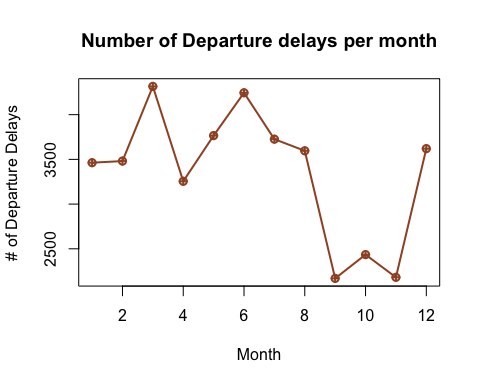 Number of Departure delays per month
# of Departure Delays
3500
2500
2 4 6 8 10 12
Month